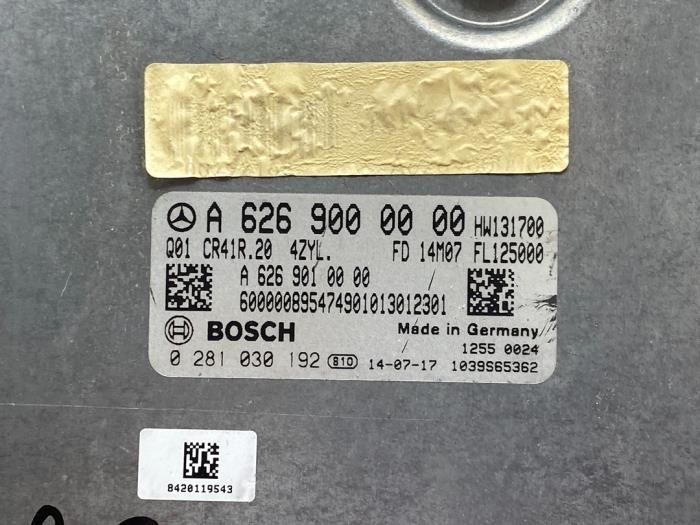 A 626 900 00 00 HW131700
Q01 CR41R.20 4ZYL. FD 14M07 FL125000
A 626 901 00 00
600000895474901013012301
BOSCH Made in Germany
1255 0024
0 281 030 192 810 14-07-17 1039S65362
8420119543